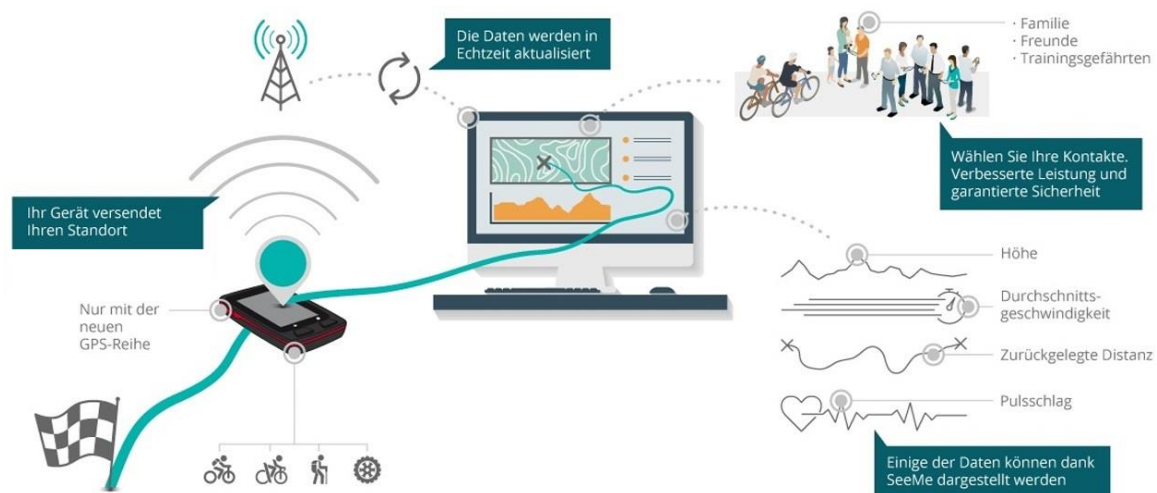 Die Daten werden in
Echtzeit aktualisiert
· Familie
· Freunde
· Trainingsgefährten
Wählen Sie Ihre Kontakte.
Verbesserte Leistung und
garantierte Sicherheit
Ihr Gerät versendet
Ihren Standort
Nur mit der
neuen
GPS-Reihe
Höhe
Durchschnitts-
geschwindigkeit
Zurückgelegte Distanz
Pulsschlag
Einige der Daten können dank
SeeMe dargestellt werden